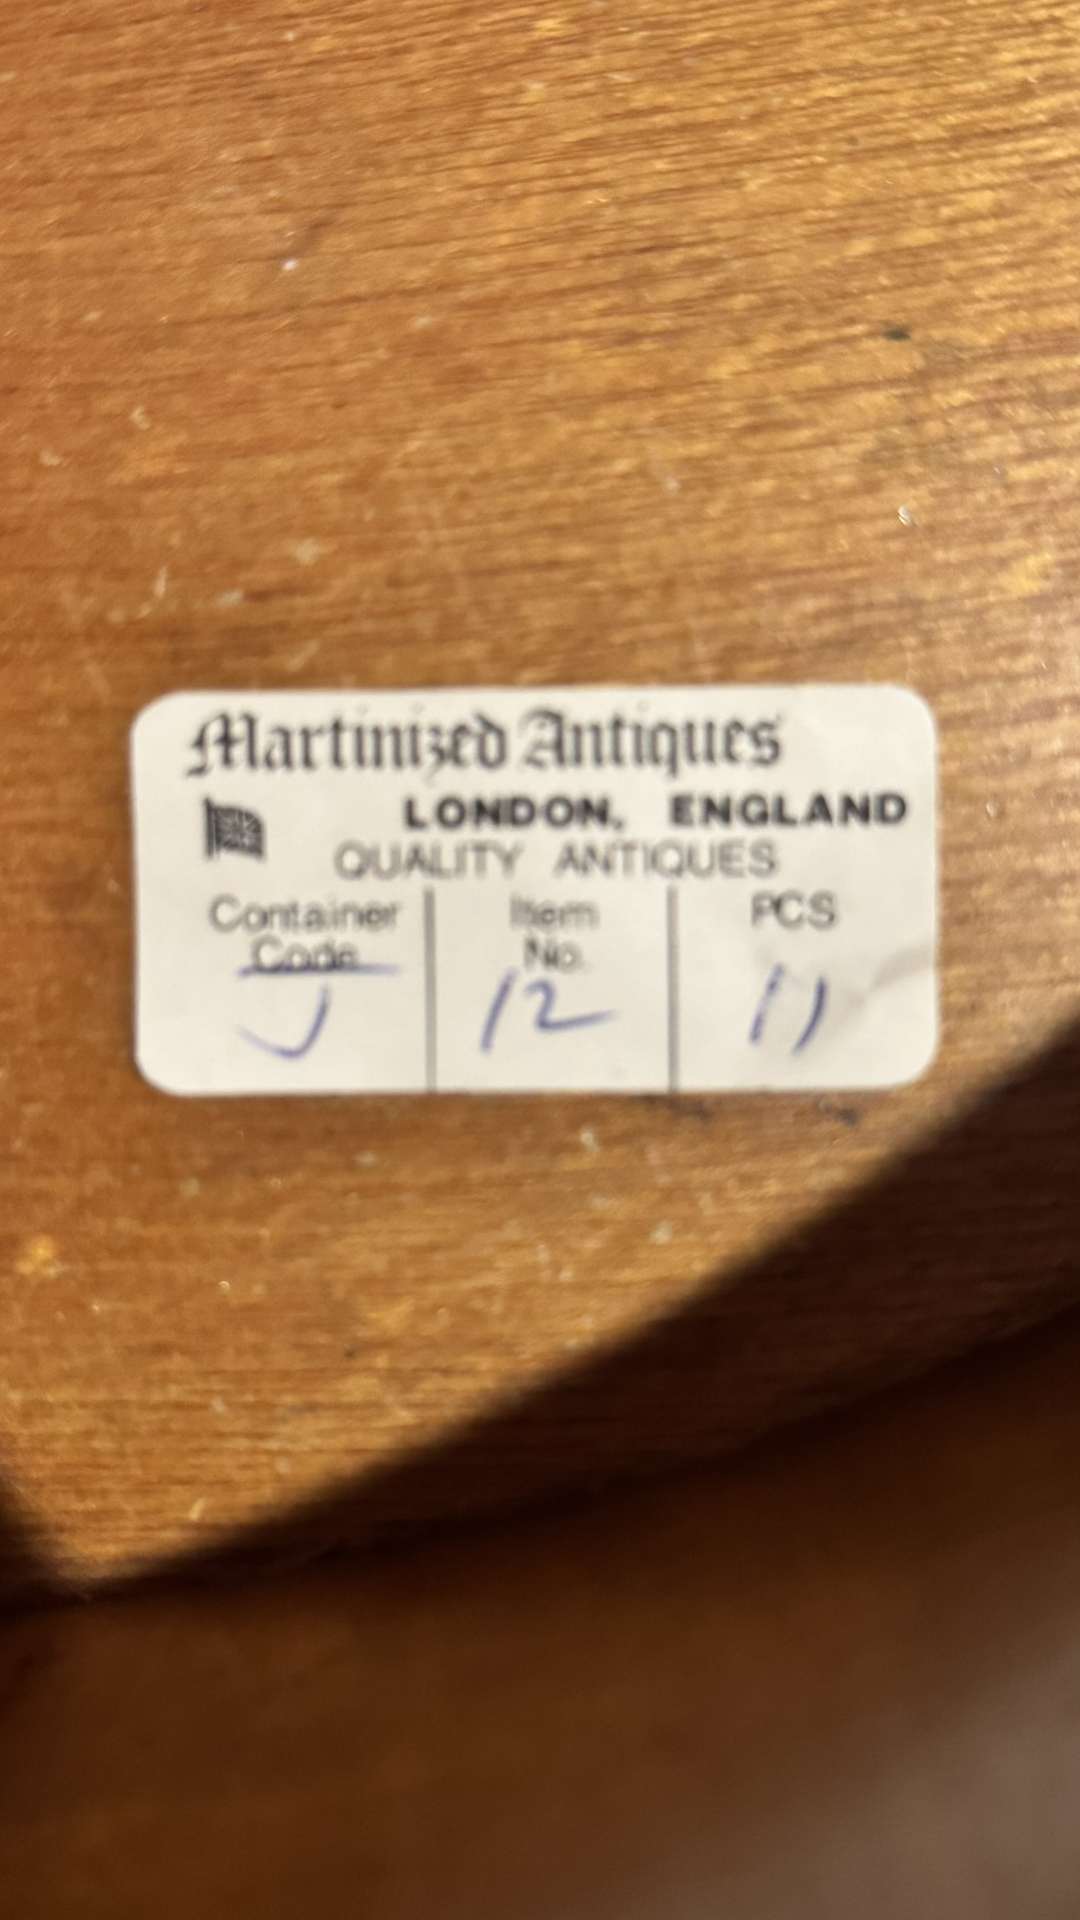 Martinized Antiques
LONDON, ENGLAND
QUALITY ANTIQUES
Container Code
Item No.
PCS
J
12
11